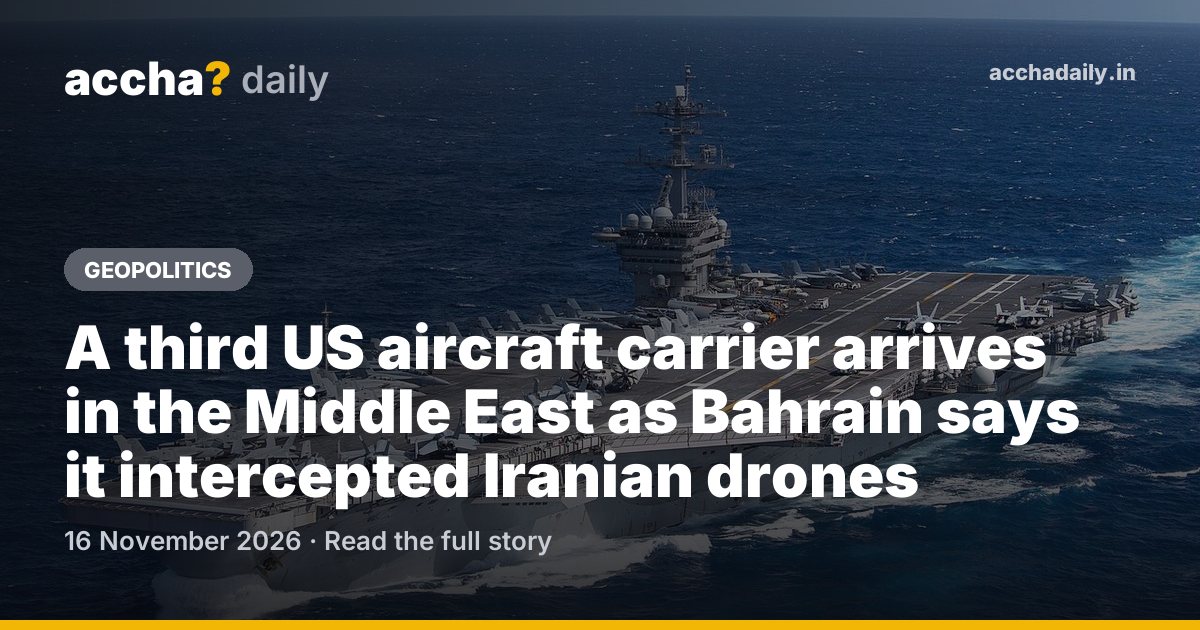 accha? daily
acchadaily.in
GEOPOLITICS
A third US aircraft carrier arrives
in the Middle East as Bahrain says
it intercepted Iranian drones
16 November 2026 · Read the full story